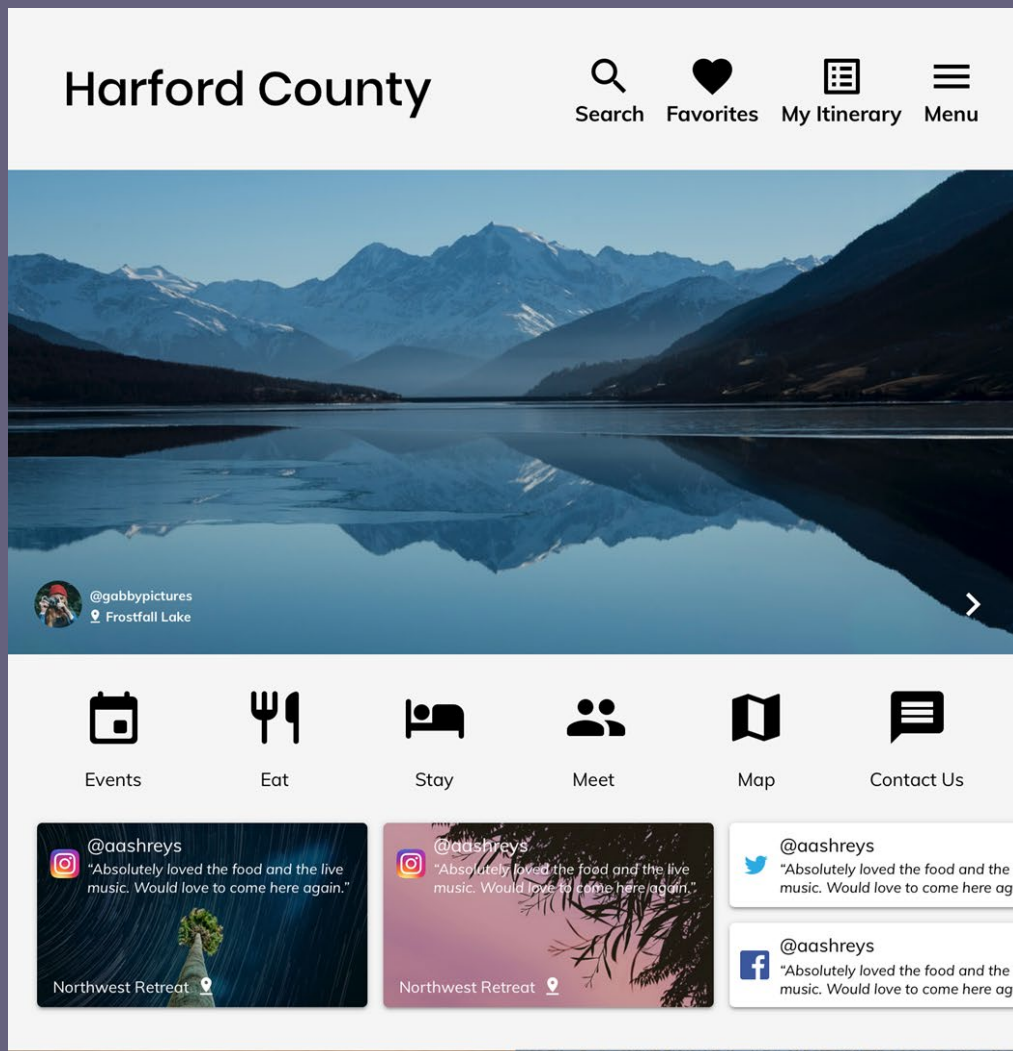 Harford County
Search Favorites My Itinerary Menu
@gabbypictures
Frostfall Lake
Events Eat Stay Meet Map Contact Us
@aashreys
“Absolutely loved the food and the live
music. Would love to come here again.”
Northwest Retreat
@aashreys
“Absolutely loved the food and the live
music. Would love to come here again.”
Northwest Retreat
@aashreys
“Absolutely loved the food and the
music. Would love to come here ag
@aashreys
“Absolutely loved the food and the
music. Would love to come here ag